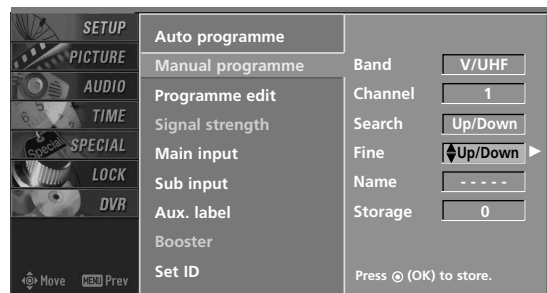 SETUP
PICTURE
AUDIO
TIME
SPECIAL
LOCK
DVR
Move MENU Prev
Auto programme
Manual programme
Programme edit
Signal strength
Main input
Sub input
Aux. label
Booster
Set ID
Band V/UHF
Channel 1
Search Up/Down
Fine Up/Down
Name - - - - -
Storage 0
Press (OK) to store.